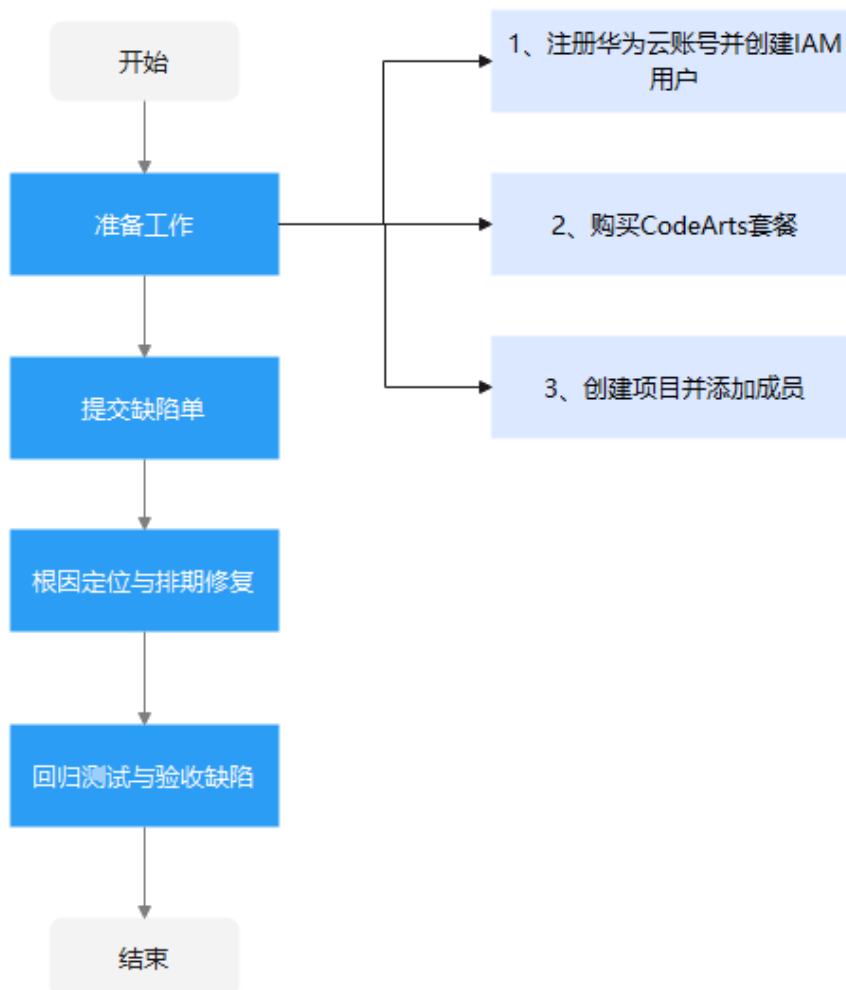 开始
准备工作
1、注册华为云账号并创建IAM
用户
2、购买CodeArts套餐
3、创建项目并添加成员
提交缺陷单
根因定位与排期修复
回归测试与验收缺陷
结束